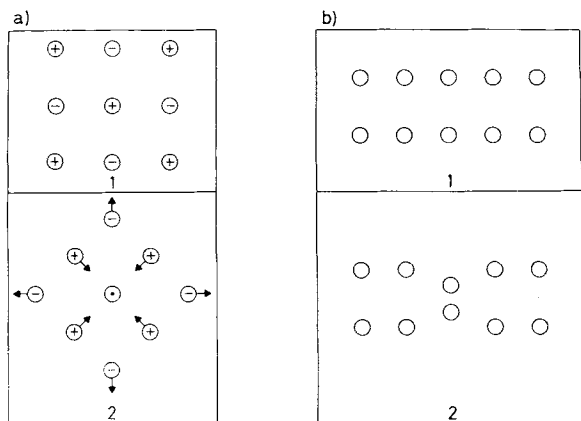 a)
b)
+ - +
- + -
+ - +
1
1
-
+ +
- • -
+ +
-
2
2